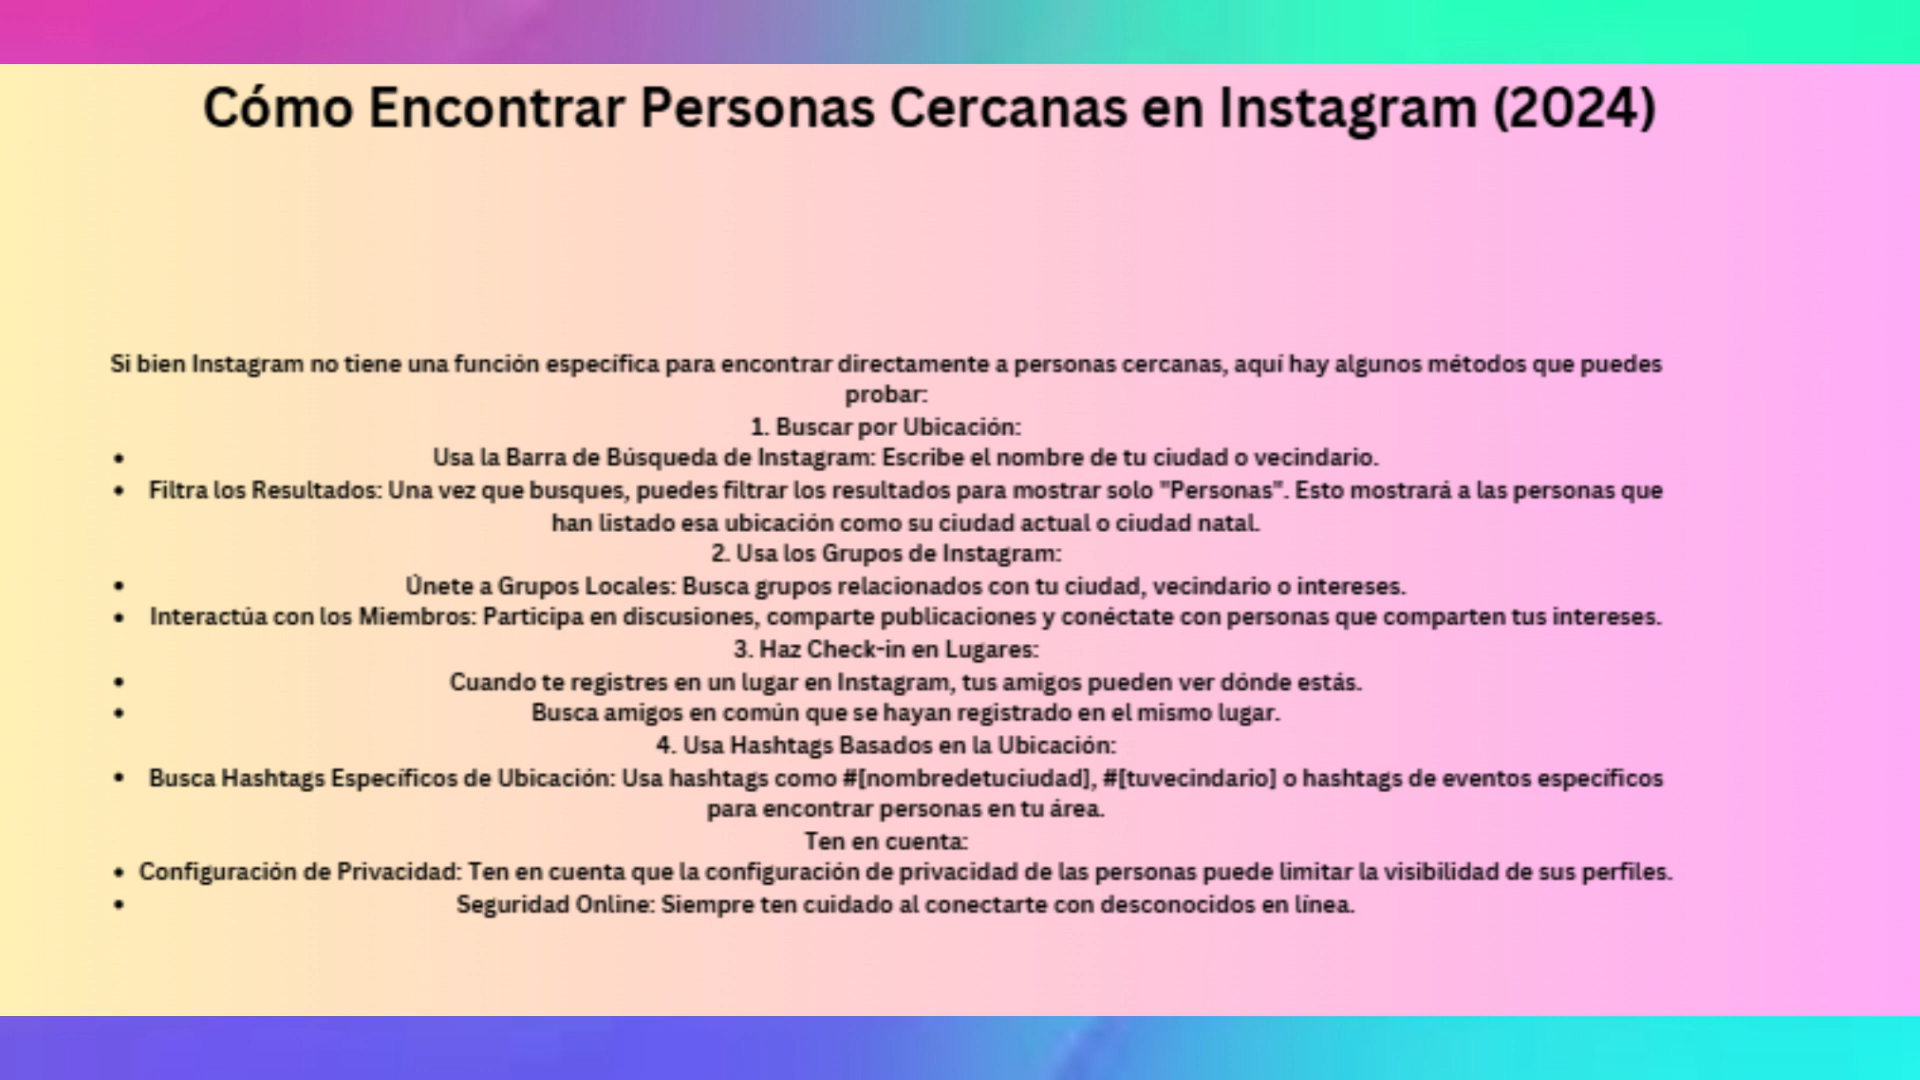 Cómo Encontrar Personas Cercanas en Instagram (2024)
Si bien Instagram no tiene una función específica para encontrar directamente a personas cercanas, aquí hay algunos métodos que puedes
probar:
1. Buscar por Ubicación:
• Usa la Barra de Búsqueda de Instagram: Escribe el nombre de tu ciudad o vecindario.
• Filtra los Resultados: Una vez que busques, puedes filtrar los resultados para mostrar solo "Personas". Esto mostrará a las personas que
han listado esa ubicación como su ciudad actual o ciudad natal.
2. Usa los Grupos de Instagram:
• Únete a Grupos Locales: Busca grupos relacionados con tu ciudad, vecindario o intereses.
• Interactúa con los Miembros: Participa en discusiones, comparte publicaciones y conéctate con personas que comparten tus intereses.
3. Haz Check-in en Lugares:
• Cuando te registres en un lugar en Instagram, tus amigos pueden ver dónde estás.
• Busca amigos en común que se hayan registrado en el mismo lugar.
4. Usa Hashtags Basados en la Ubicación:
• Busca Hashtags Específicos de Ubicación: Usa hashtags como #[nombredetuciudad], #[tuvecindario] o hashtags de eventos específicos
para encontrar personas en tu área.
Ten en cuenta:
• Configuración de Privacidad: Ten en cuenta que la configuración de privacidad de las personas puede limitar la visibilidad de sus perfiles.
• Seguridad Online: Siempre ten cuidado al conectarte con desconocidos en línea.